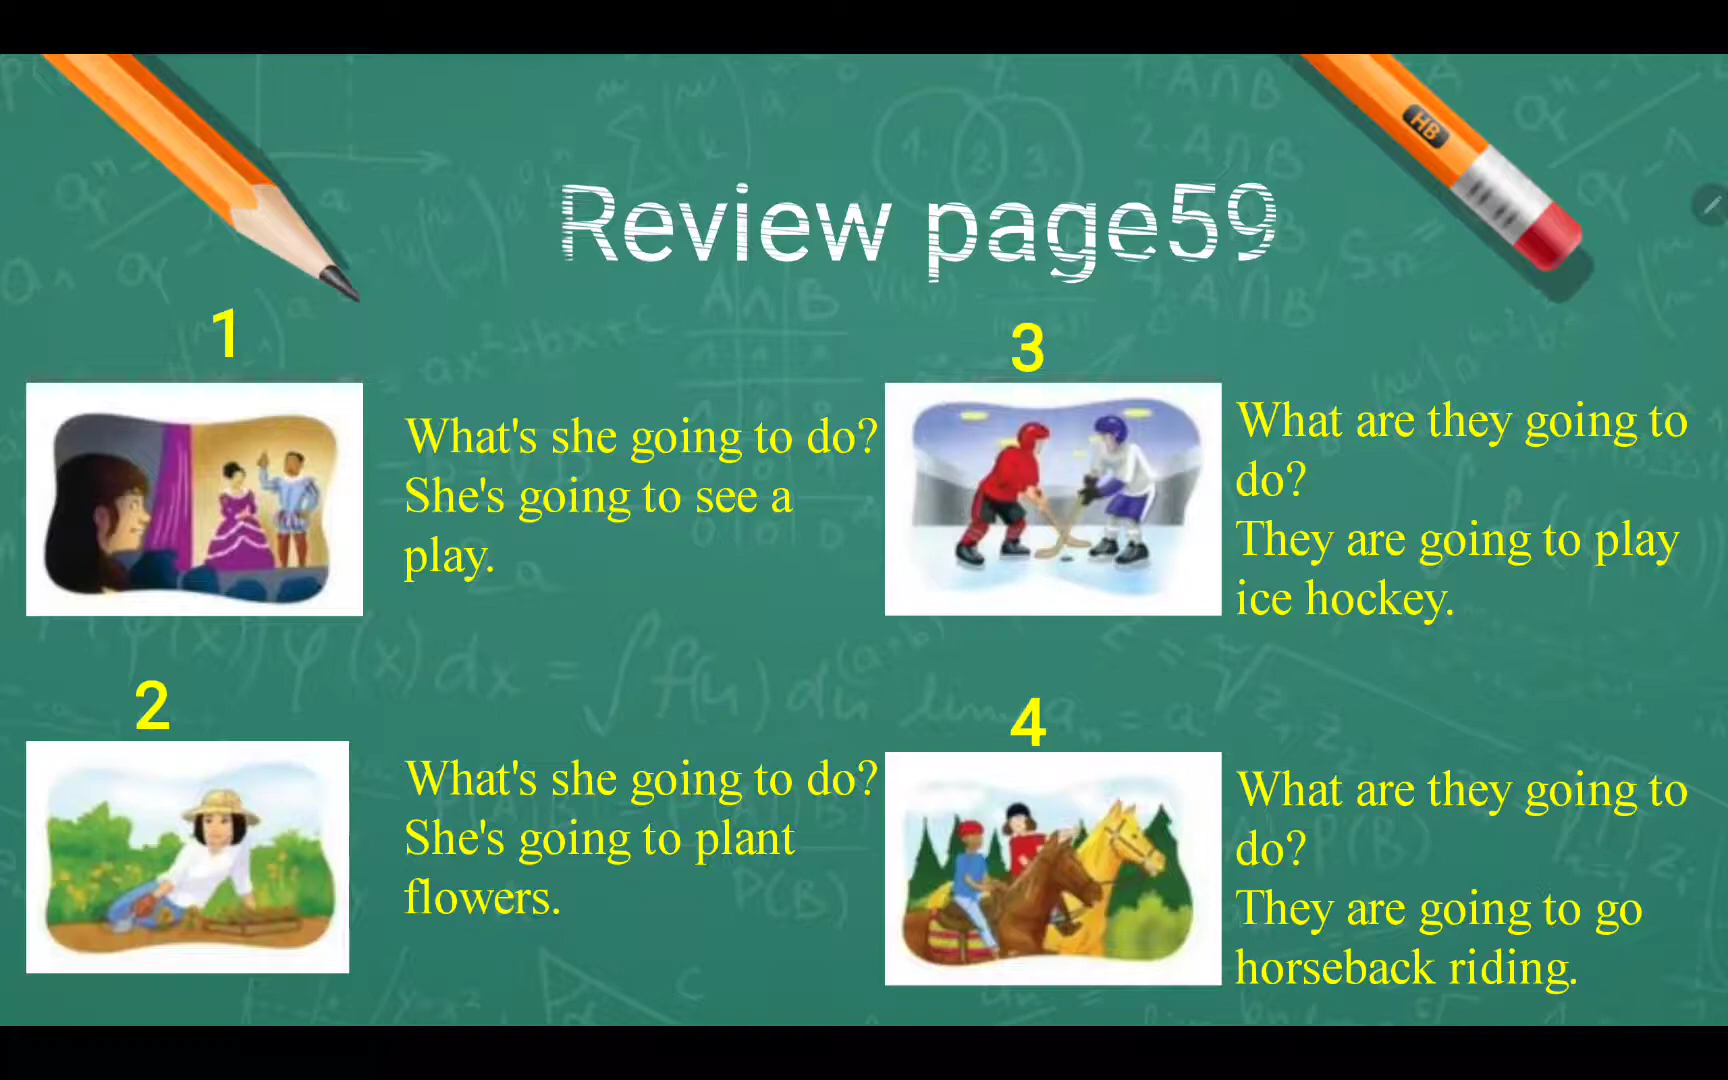 Review page59
1
What's she going to do?
She's going to see a
play.
2
What's she going to do?
She's going to plant
flowers.
3
What are they going to
do?
They are going to play
ice hockey.
4
What are they going to
do?
They are going to go
horseback riding.
HB